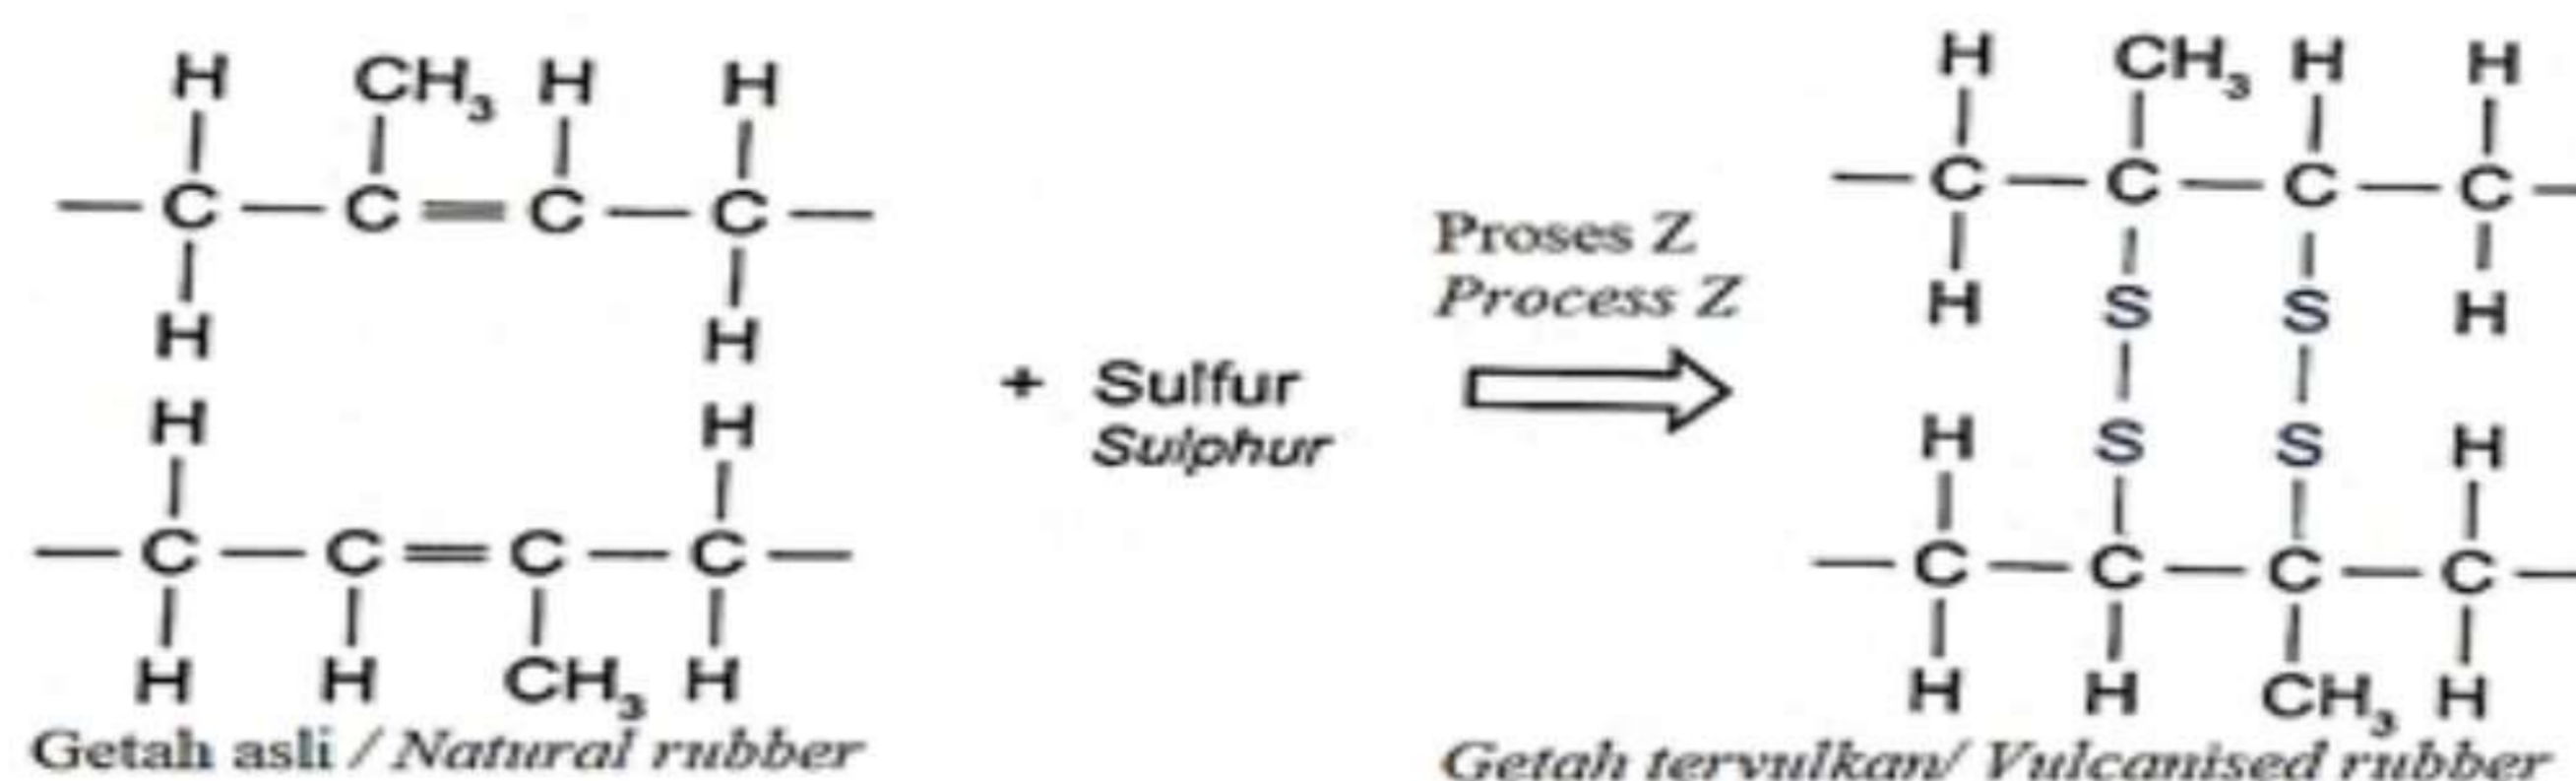 H CH₃ H H
— C — C ═ C — C —
H H
H H
— C — C ═ C — C —
H H CH₃ H
Getah asli / Natural rubber
+ Sulfur
Sulphur
Proses Z
Process Z
H CH₃ H H
— C — C — C — C —
H S S H
H S S H
— C — C — C — C —
H H CH₃ H
Getah tervulkan/ Vulcanised rubber